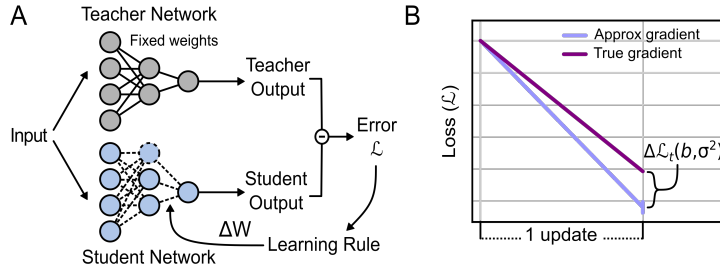 A
Teacher Network
Fixed weights
Teacher
Output
Input
−
Error
ℒ
Student
Output
ΔW
Learning Rule
Student Network
B
Approx gradient
True gradient
Loss (ℒ)
Δℒₜ(b,σ²)
1 update